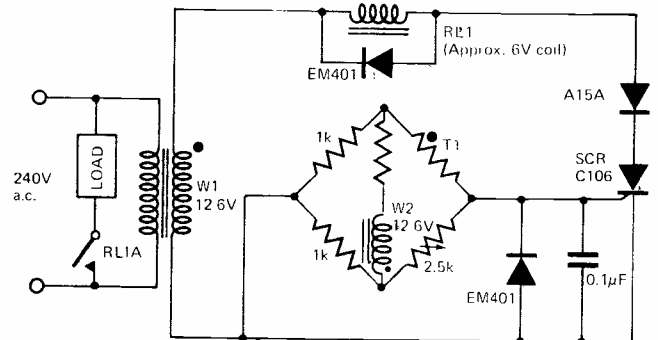 RL1
(Approx. 6V coil)
EM401
A15A
1k
T1
SCR
C106
240V
a.c.
LOAD
W1
12.6V
W2
12.6V
RL1A
1k
2.5k
EM401
0.1µF